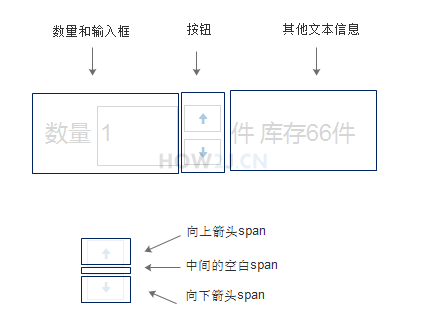 数量和输入框 按钮 其他文本信息
数量 1 件 库存66件
HOW2J.CN
向上箭头span
中间的空白span
向下箭头span